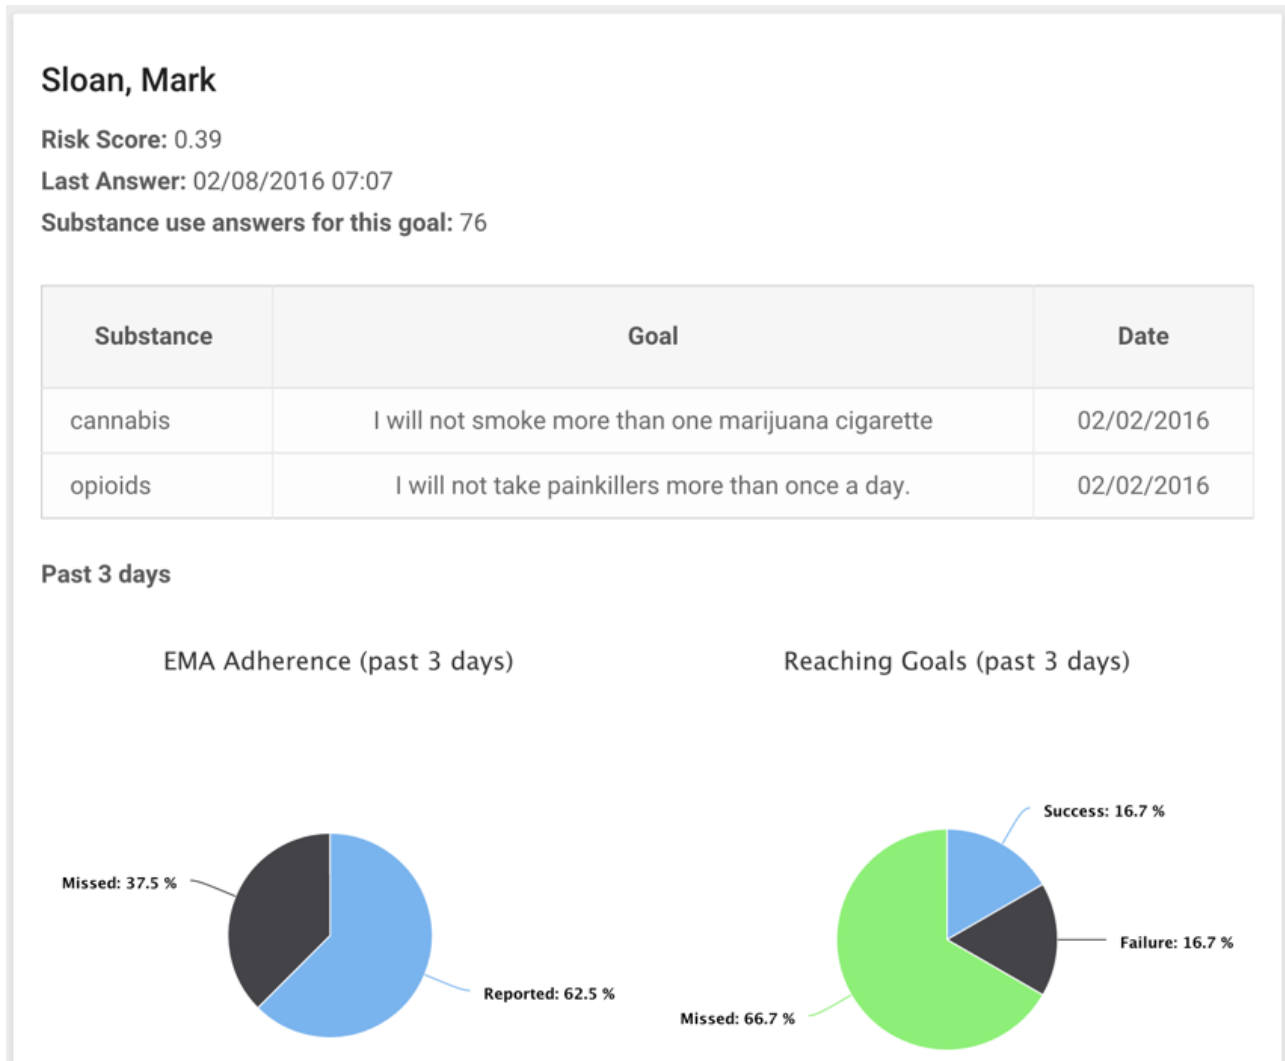 Sloan, Mark
Risk Score: 0.39
Last Answer: 02/08/2016 07:07
Substance use answers for this goal: 76
Substance Goal Date
cannabis I will not smoke more than one marijuana cigarette 02/02/2016
opioids I will not take painkillers more than once a day. 02/02/2016
Past 3 days
EMA Adherence (past 3 days)
Missed: 37.5 %
Reported: 62.5 %
Reaching Goals (past 3 days)
Success: 16.7 %
Failure: 16.7 %
Missed: 66.7 %